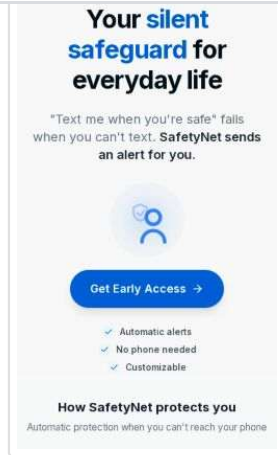 Your silent
safeguard for
everyday life
"Text me when you're safe" fails
when you can't text. SafetyNet sends
an alert for you.
Get Early Access →
✓ Automatic alerts
✓ No phone needed
✓ Customizable
How SafetyNet protects you
Automatic protection when you can't reach your phone